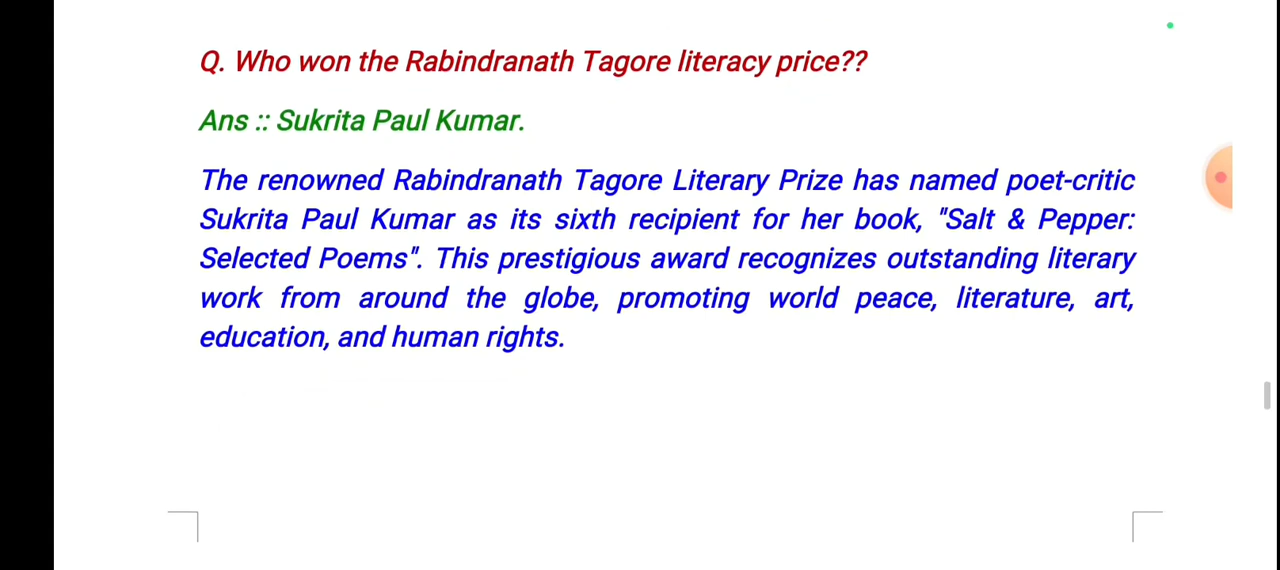 Q. Who won the Rabindranath Tagore literacy price??
Ans :: Sukrita Paul Kumar.
The renowned Rabindranath Tagore Literary Prize has named poet-critic
Sukrita Paul Kumar as its sixth recipient for her book, "Salt & Pepper:
Selected Poems". This prestigious award recognizes outstanding literary
work from around the globe, promoting world peace, literature, art,
education, and human rights.